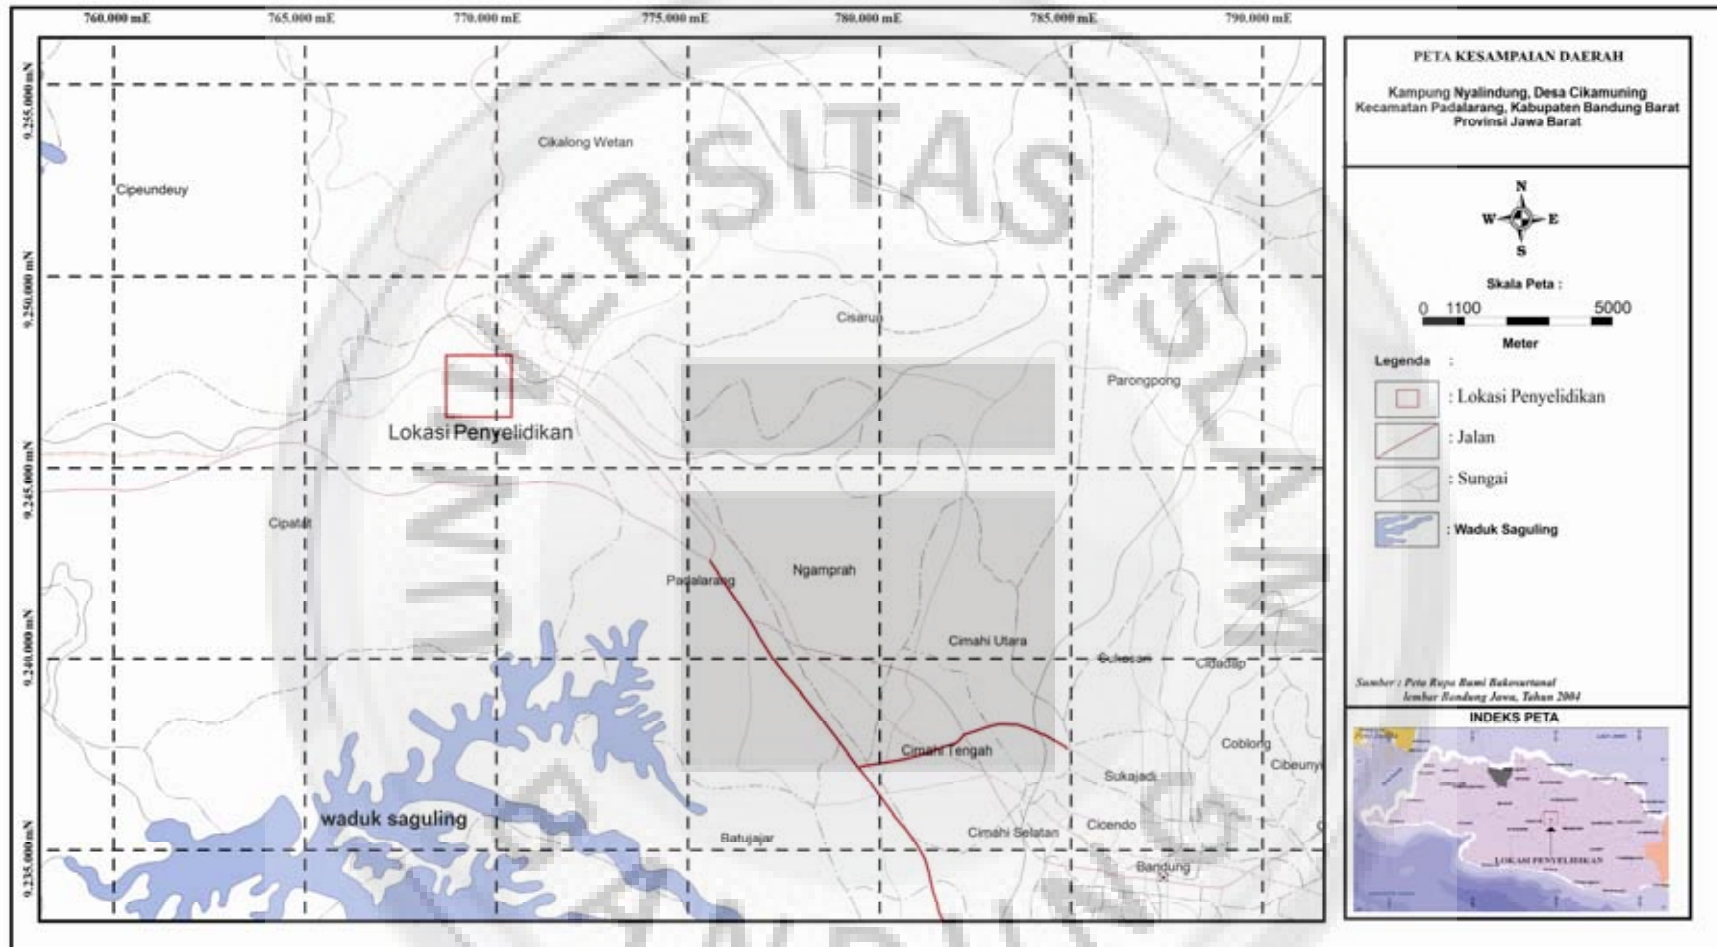 760.000 mE 765.000 mE 770.000 mE 775.000 mE 780.000 mE 785.000 mE 790.000 mE
9.255.000 mN
9.250.000 mN
9.245.000 mN
9.240.000 mN
9.235.000 mN
UNIVERSITAS ISLAM
Cikalong Wetan
Cipeundeuy
Cisarua
Parongpong
Lokasi Penyelidikan
Cipatat
Padalarang
Ngamprah
Cimahi Utara
Sukasari
Cidadap
Cimahi Tengah
Coblong
Cibeuny
Sukajadi
waduk saguling
Batujajar
Cimahi Selatan
Cicendo
Bandung
PETA KESAMPAIAN DAERAH
Kampung Nyalindung, Desa Cikamuning
Kecamatan Padalarang, Kabupaten Bandung Barat
Provinsi Jawa Barat
N
W E
S
Skala Peta :
0 1100 5000
Meter
Legenda :
: Lokasi Penyelidikan
: Jalan
: Sungai
: Waduk Saguling
Sumber : Peta Rupa Bumi Bakosurtanal
lembar Bandung Jawa, Tahun 2004
INDEKS PETA
LOKASI PENYELIDIKAN